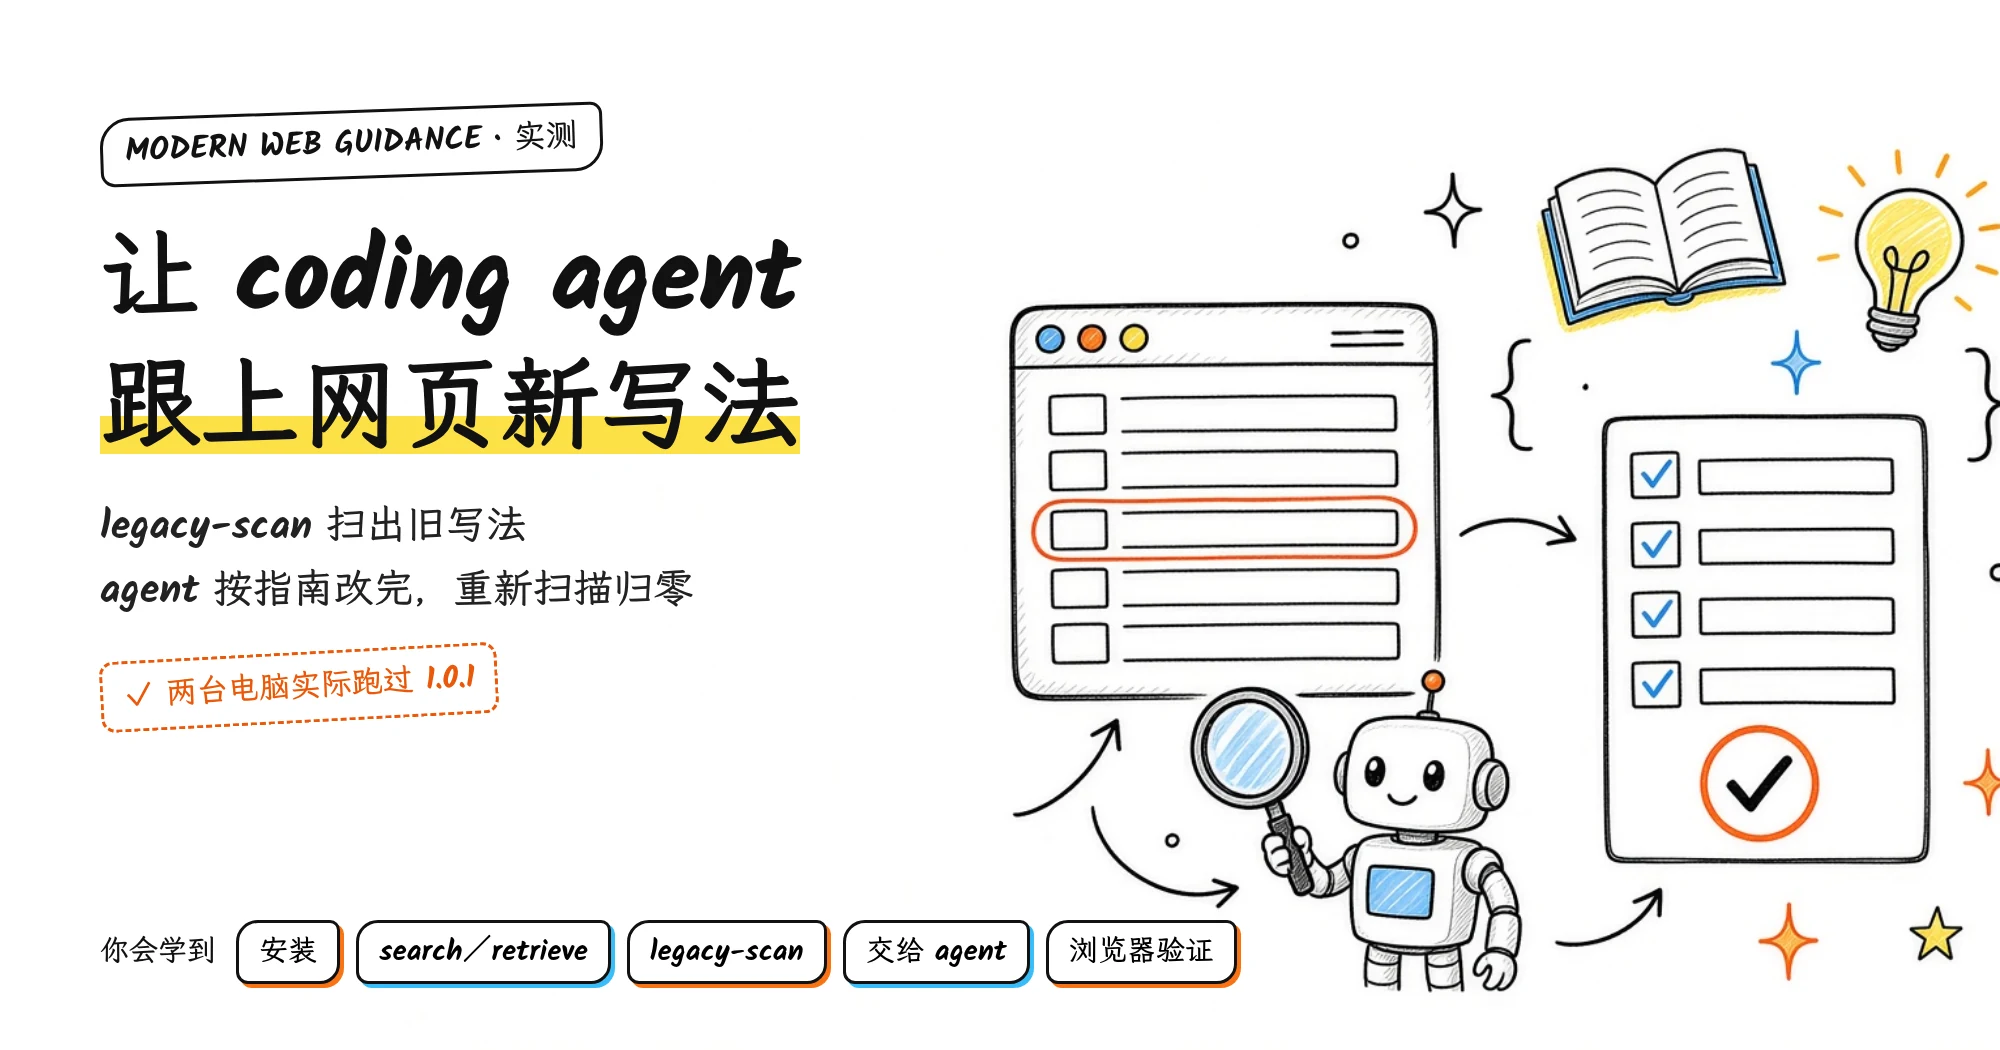 MODERN WEB GUIDANCE · 实测
让 coding agent
跟上网页新写法
legacy-scan 扫出旧写法
agent 按指南改完，重新扫描归零
✓ 两台电脑实际跑过 1.0.1
你会学到 安装 search／retrieve legacy-scan 交给 agent 浏览器验证